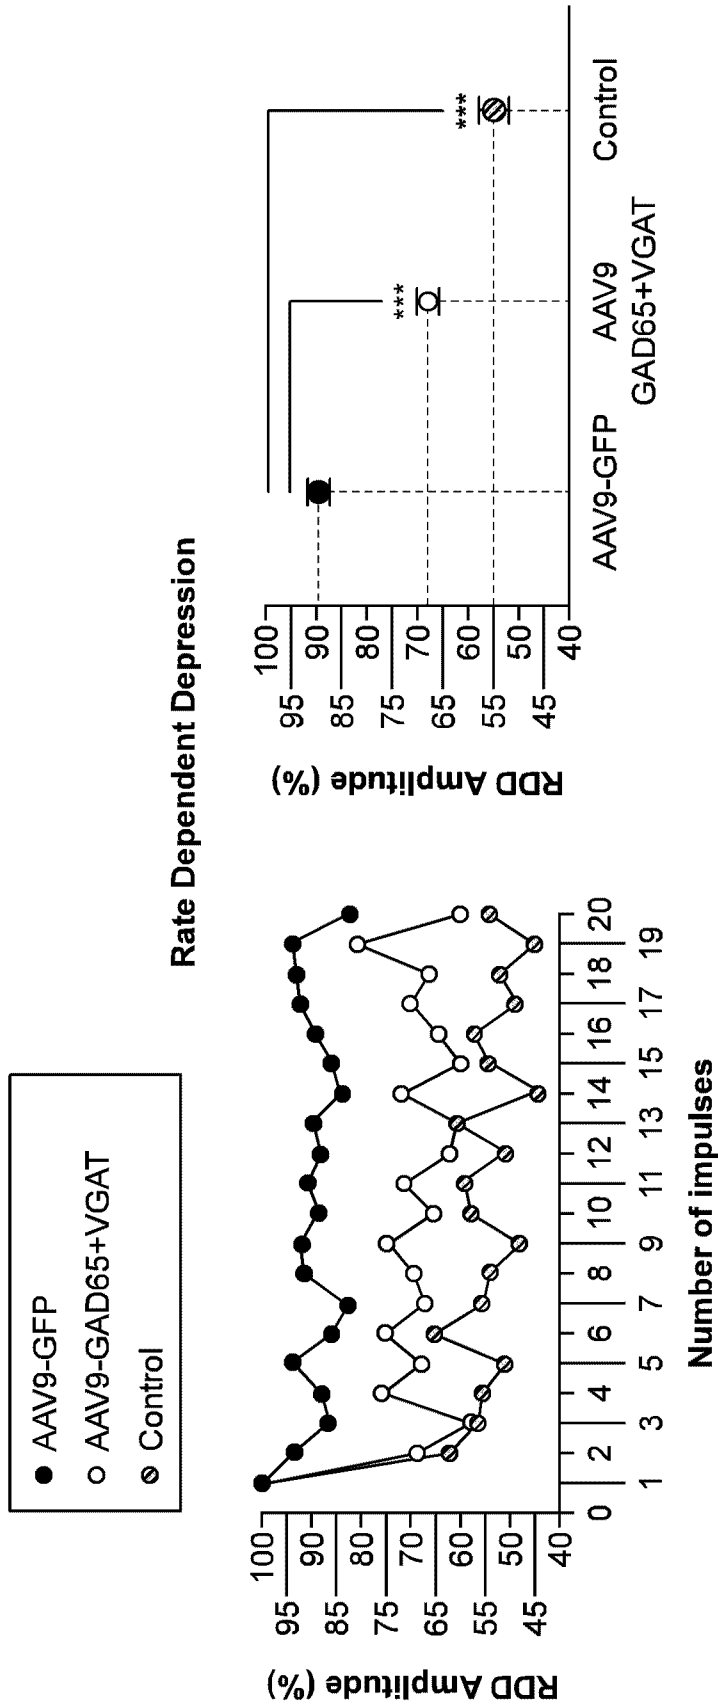 AAV9-GFP
AAV9-GAD65+VGAT
Control
Rate Dependent Depression
RDD Amplitude (%)
100
95
90
85
80
75
70
65
60
55
50
45
40
0 1 2 3 4 5 6 7 8 9 10 11 12 13 14 15 16 17 18 19 20
Number of impulses
RDD Amplitude (%)
100
95
90
85
80
75
70
65
60
55
50
45
40
***
***
AAV9-GFP
AAV9
GAD65+VGAT
Control